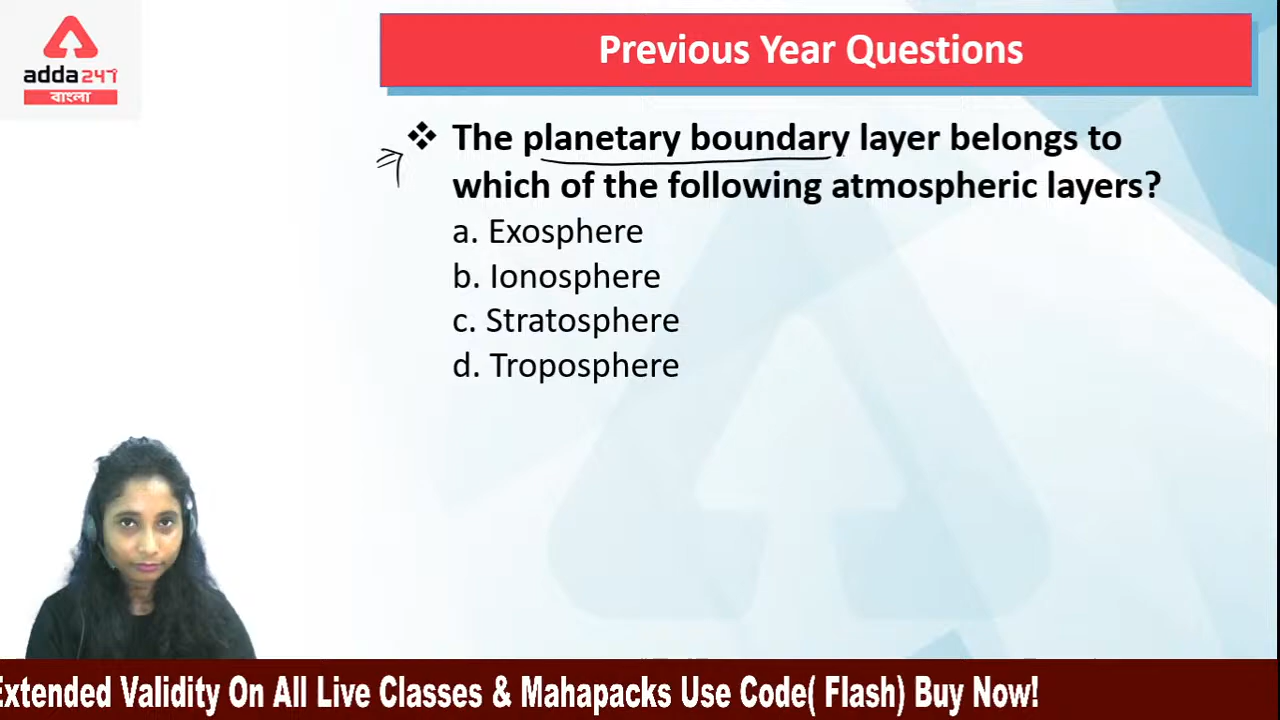 adda247
বাংলা
Previous Year Questions
The planetary boundary layer belongs to
which of the following atmospheric layers?
a. Exosphere
b. Ionosphere
c. Stratosphere
d. Troposphere
Extended Validity On All Live Classes & Mahapacks Use Code( Flash) Buy Now!